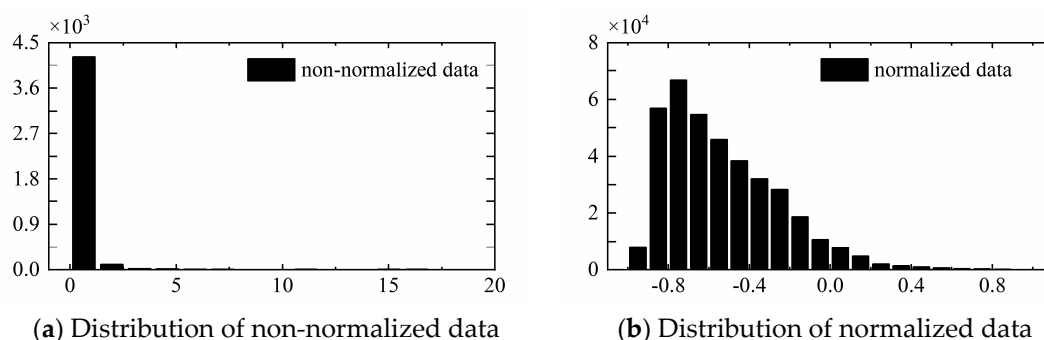 ×10³
4.5
3.6
2.7
1.8
0.9
0.0
non-normalized data
0 5 10 15 20
(a) Distribution of non-normalized data
×10⁴
8
6
4
2
0
normalized data
-0.8 -0.4 0.0 0.4 0.8
(b) Distribution of normalized data